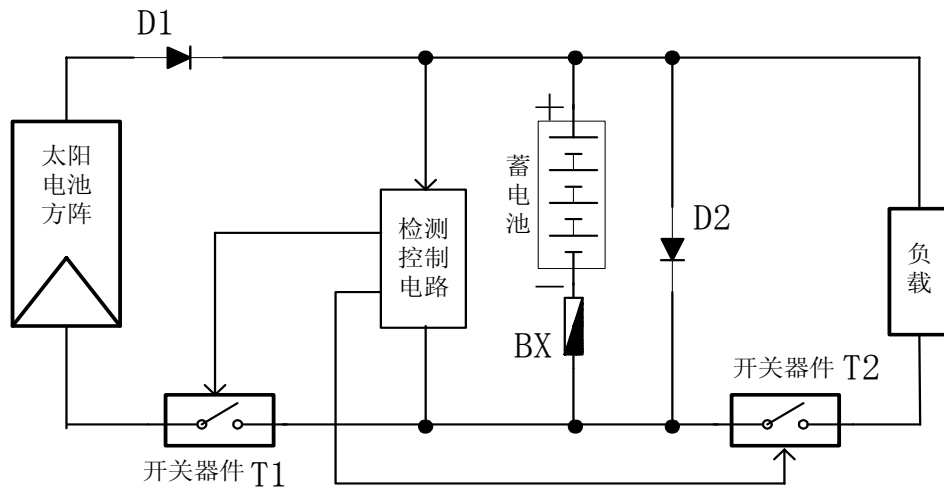 D1
太阳
电池
方阵
检测
控制
电路
+
蓄
电
池
−
BX
D2
负
载
开关器件 T1
开关器件 T2